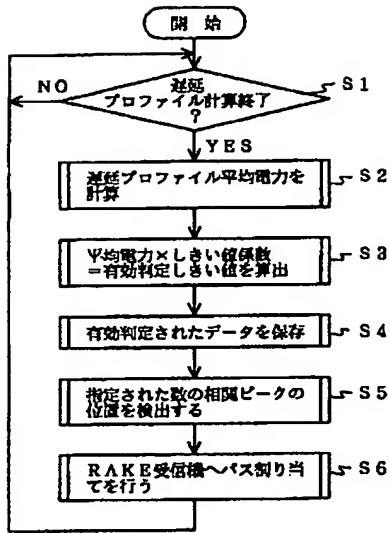 開 始
NO
遅延
プロファイル計算終了
?
S1
YES
遅延プロファイル平均電力を
計算
S2
平均電力×しきい値係数
=有効判定しきい値を算出
S3
有効判定されたデータを保存
S4
指定された数の相関ピークの
位置を検出する
S5
RAKE受信機へパス割り当
てを行う
S6